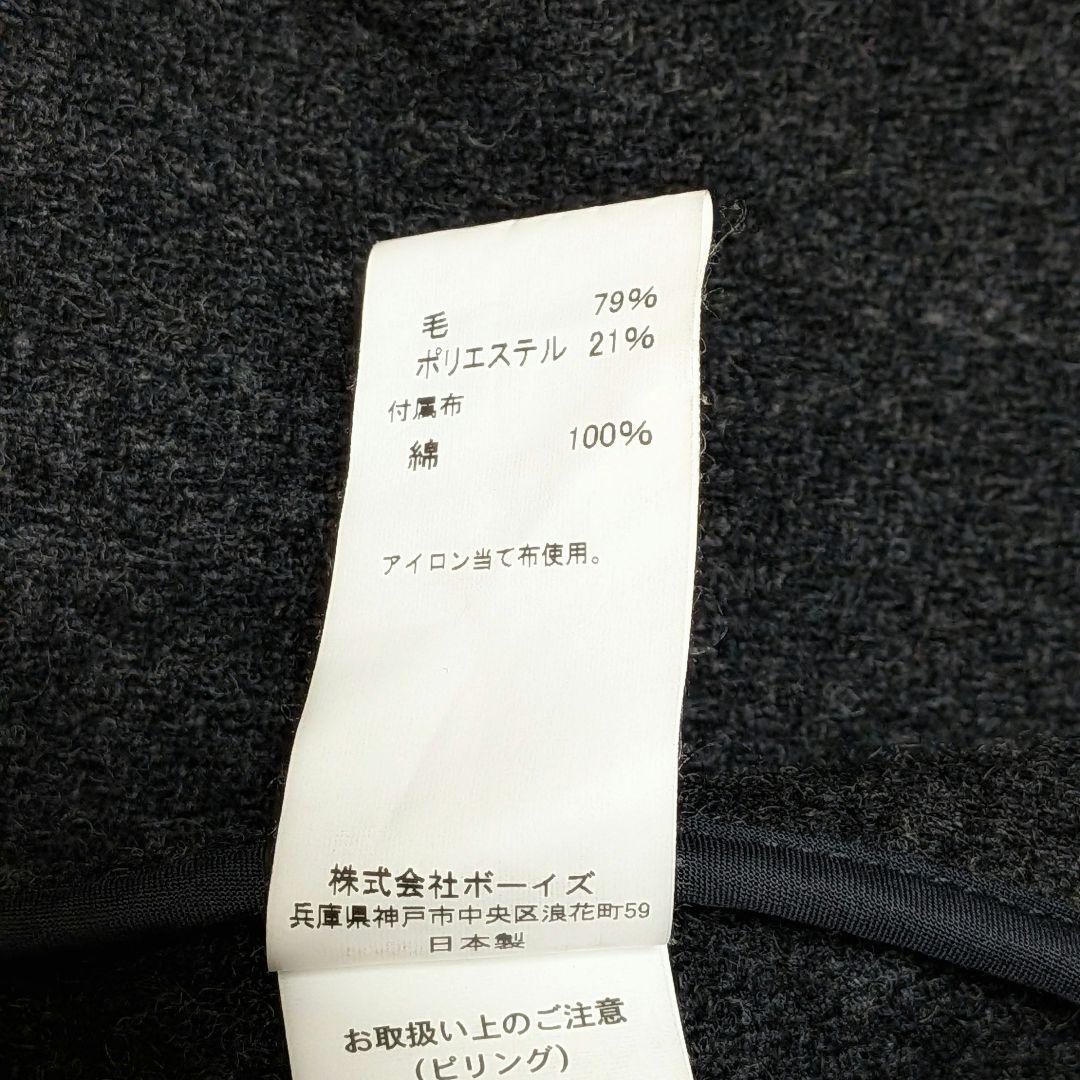 毛 79%
ポリエステル 21%
付属布
綿 100%
アイロン当て布使用。
株式会社ボーイズ
兵庫県神戸市中央区浪花町59
日本製
お取扱い上のご注意
(ピリング)